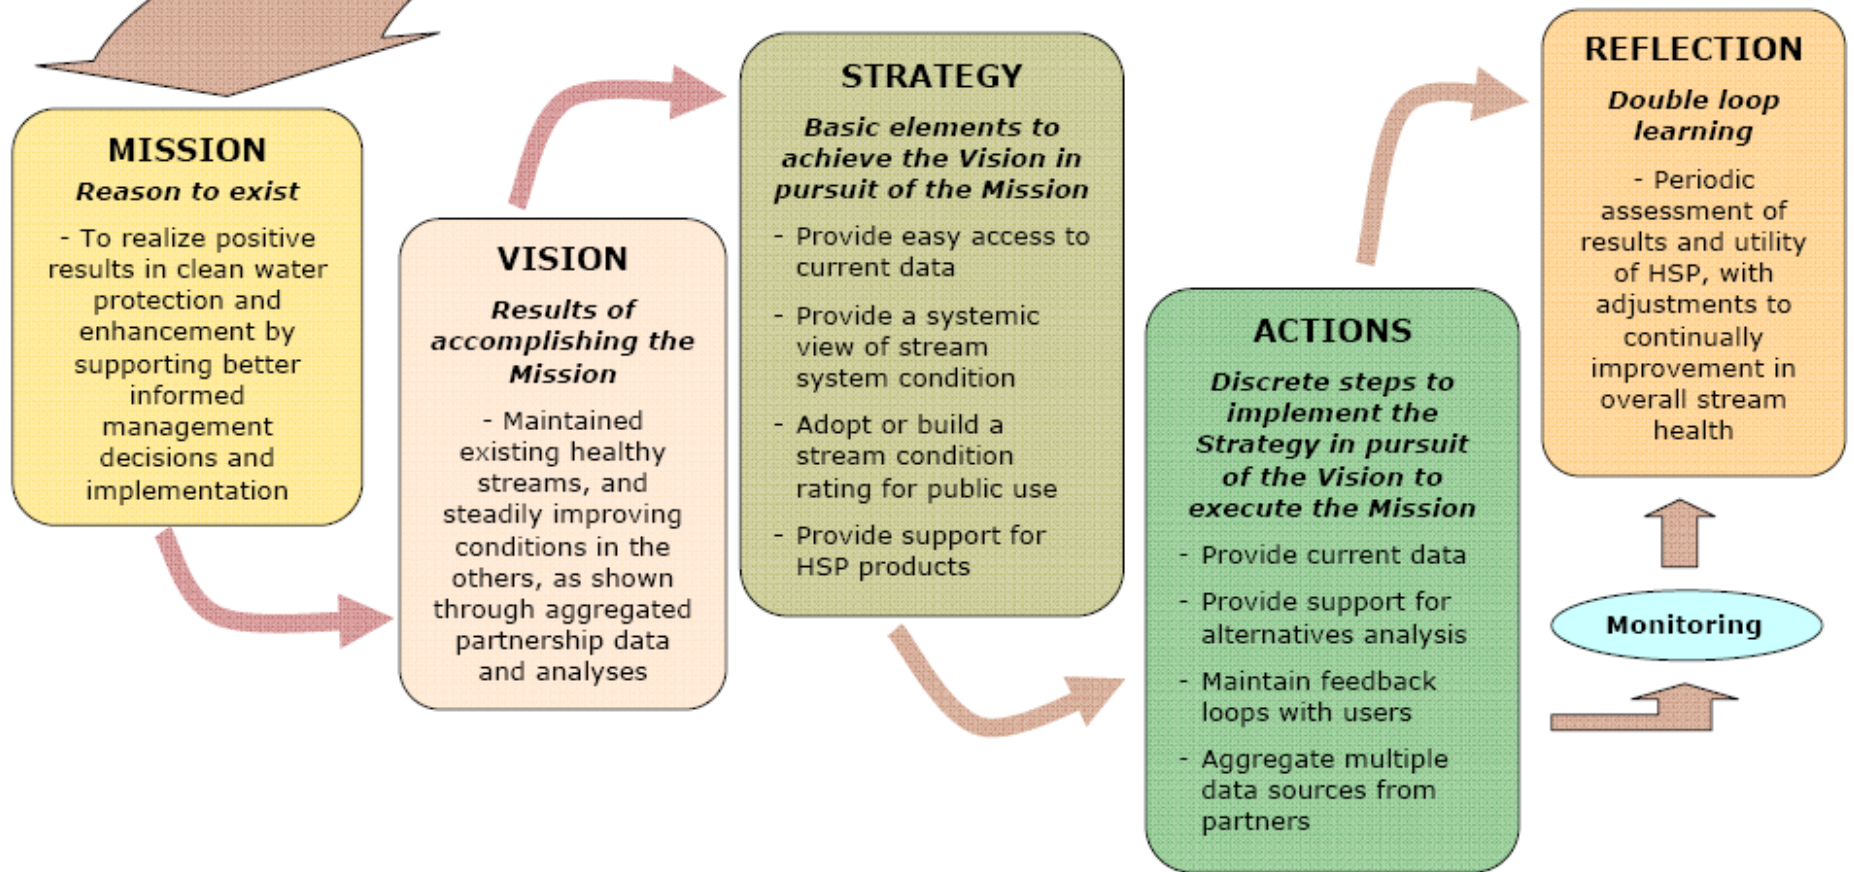 MISSION
Reason to exist
- To realize positive
results in clean water
protection and
enhancement by
supporting better
informed
management
decisions and
implementation
VISION
Results of
accomplishing the
Mission
- Maintained
existing healthy
streams, and
steadily improving
conditions in the
others, as shown
through aggregated
partnership data
and analyses
STRATEGY
Basic elements to
achieve the Vision in
pursuit of the Mission
- Provide easy access to
current data
- Provide a systemic
view of stream
system condition
- Adopt or build a
stream condition
rating for public use
- Provide support for
HSP products
ACTIONS
Discrete steps to
implement the
Strategy in pursuit
of the Vision to
execute the Mission
- Provide current data
- Provide support for
alternatives analysis
- Maintain feedback
loops with users
- Aggregate multiple
data sources from
partners
REFLECTION
Double loop
learning
- Periodic
assessment of
results and utility
of HSP, with
adjustments to
continually
improvement in
overall stream
health
Monitoring